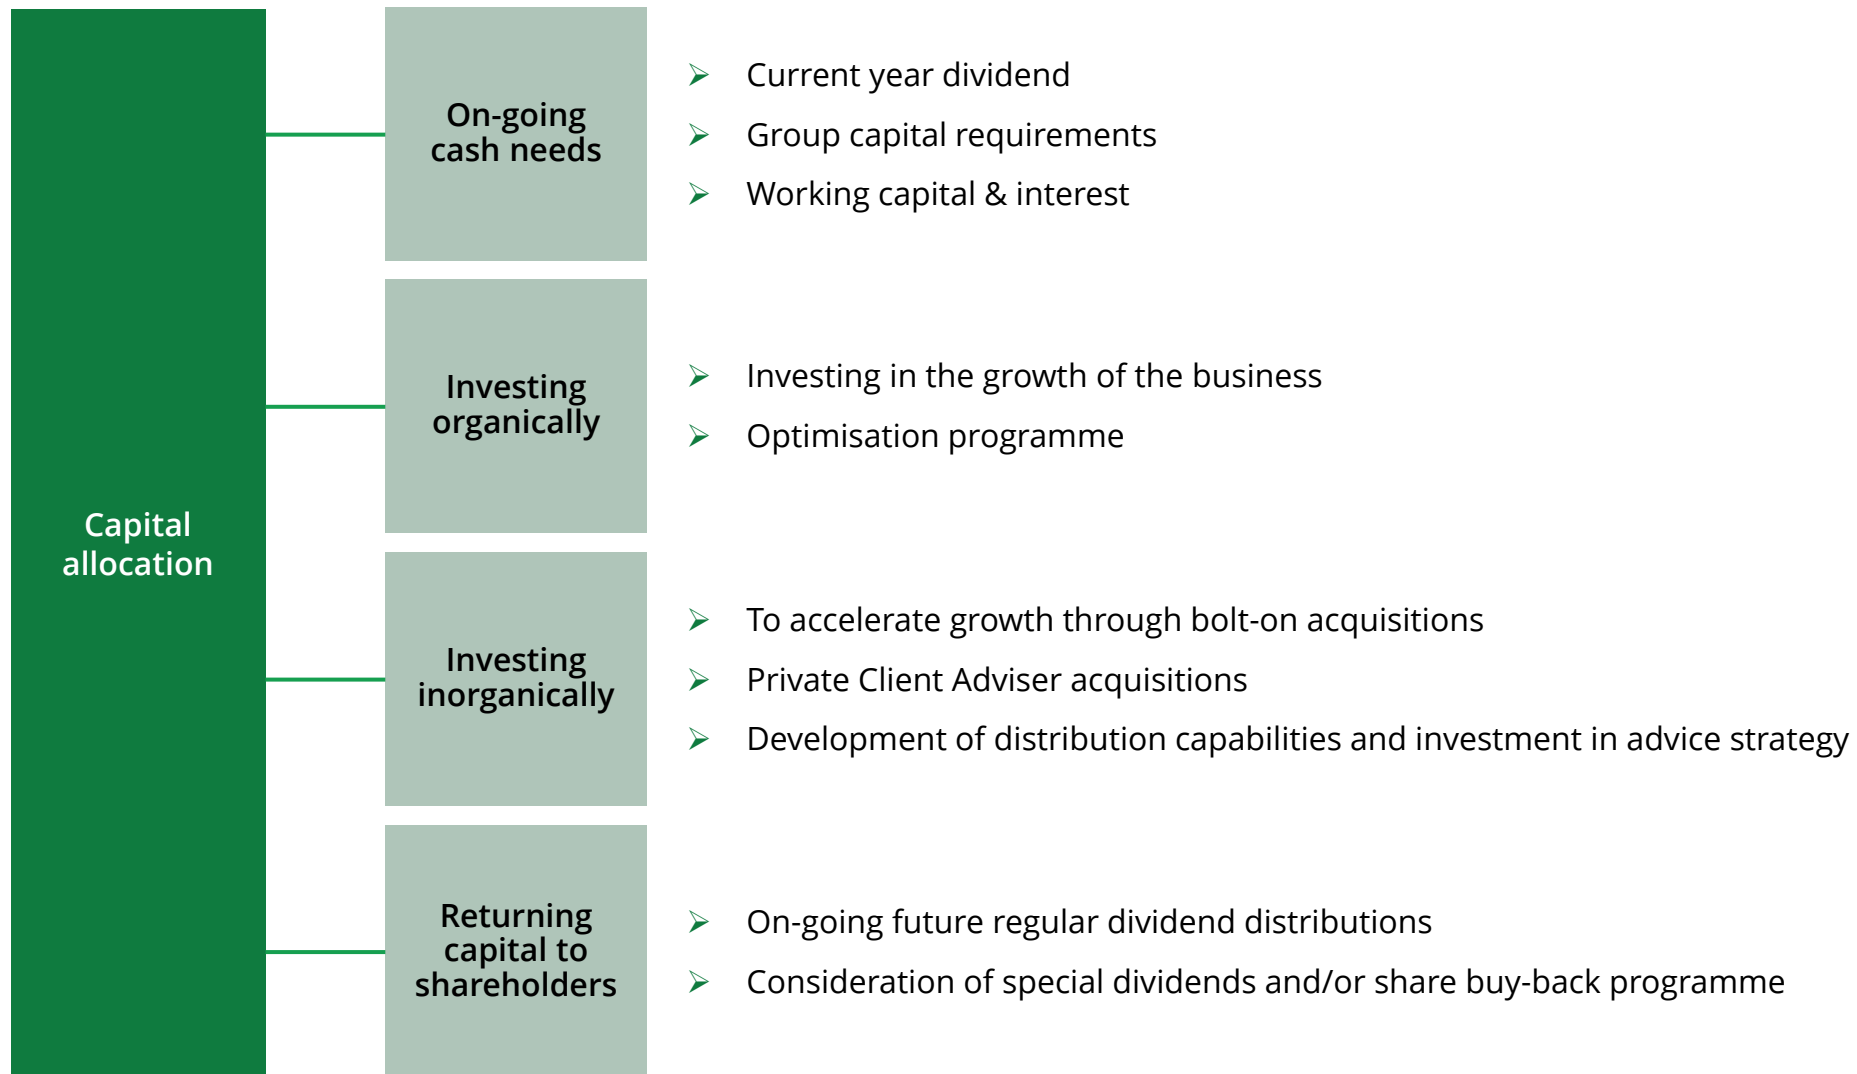 Capital
allocation
On-going
cash needs
➢ Current year dividend
➢ Group capital requirements
➢ Working capital & interest
Investing
organically
➢ Investing in the growth of the business
➢ Optimisation programme
Investing
inorganically
➢ To accelerate growth through bolt-on acquisitions
➢ Private Client Adviser acquisitions
➢ Development of distribution capabilities and investment in advice strategy
Returning
capital to
shareholders
➢ On-going future regular dividend distributions
➢ Consideration of special dividends and/or share buy-back programme